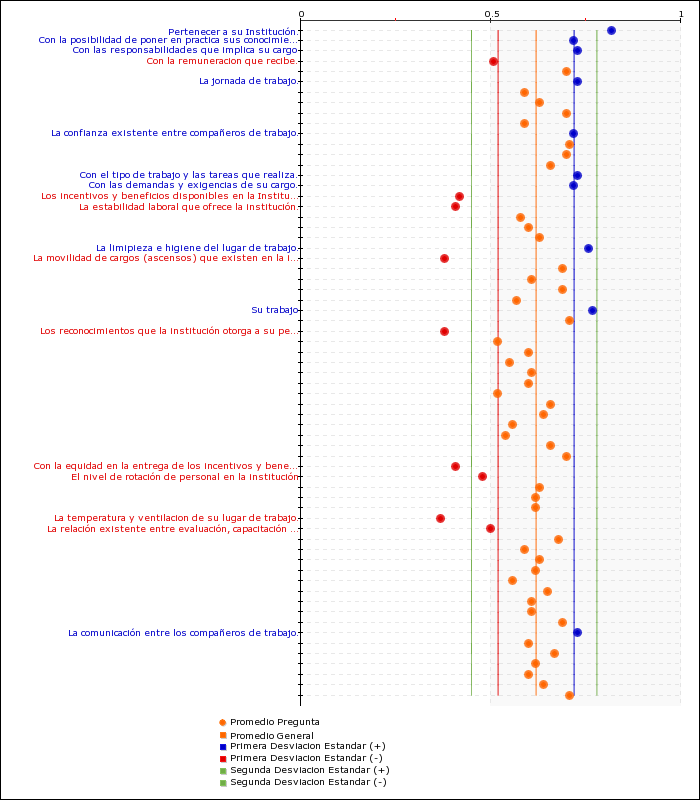 0 0.5 1
Pertenecer a su Institución.
Con la posibilidad de poner en practica sus conocimie...
Con las responsabilidades que implica su cargo
Con la remuneracion que recibe.
La jornada de trabajo.
La confianza existente entre compañeros de trabajo.
Con el tipo de trabajo y las tareas que realiza.
Con las demandas y exigencias de su cargo.
Los incentivos y beneficios disponibles en la Institu...
La estabilidad laboral que ofrece la institución.
La limipieza e higiene del lugar de trabajo.
La movilidad de cargos (ascensos) que existen en la i...
Su trabajo
Los reconocimientos que la institución otorga a su pe...
Con la equidad en la entrega de los incentivos y bene...
El nivel de rotación de personal en la institución
La temperatura y ventilacion de su lugar de trabajo.
La relación existente entre evaluación, capacitación ...
La comunicación entre los compañeros de trabajo.
Promedio Pregunta
Promedio General
Primera Desviacion Estandar (+)
Primera Desviacion Estandar (-)
Segunda Desviacion Estandar (+)
Segunda Desviacion Estandar (-)